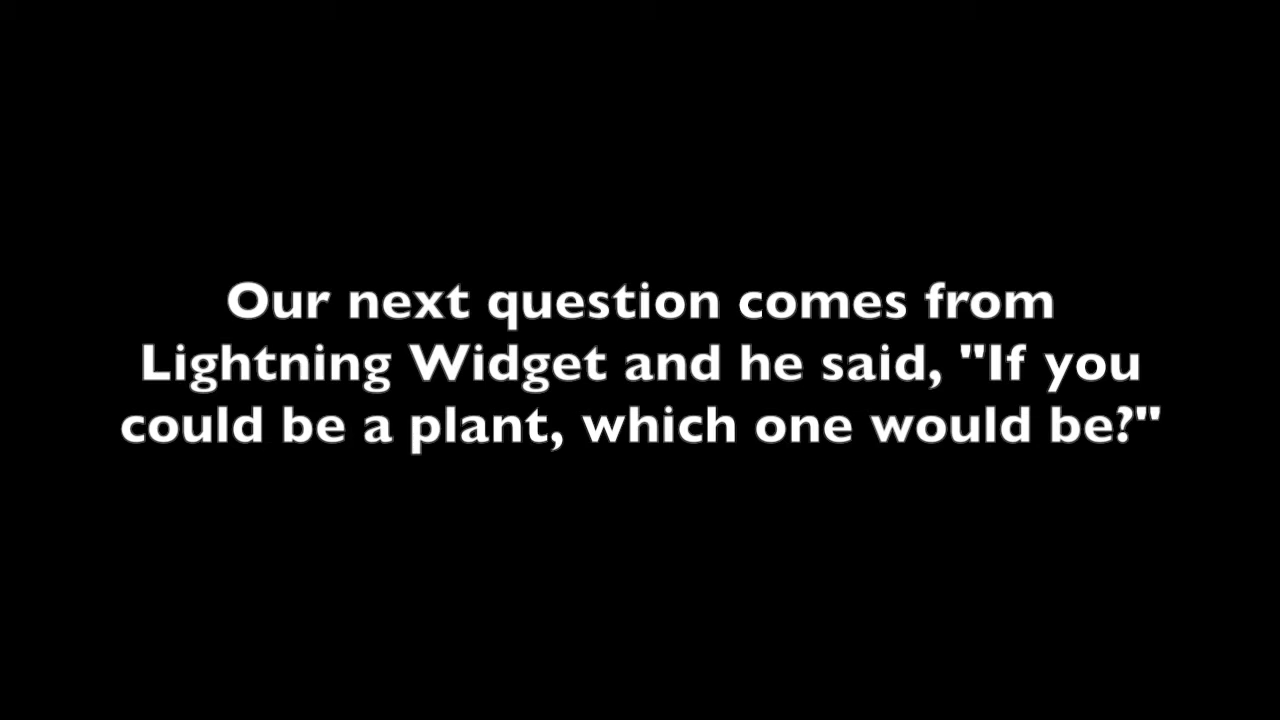 Our next question comes from
Lightning Widget and he said, "If you
could be a plant, which one would be?"